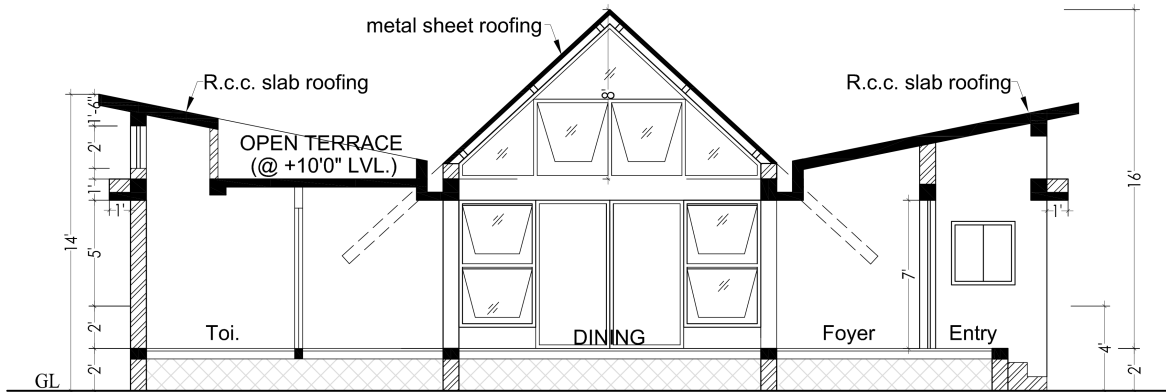 metal sheet roofing
R.c.c. slab roofing
R.c.c. slab roofing
OPEN TERRACE
(@ +10'0" LVL.)
8'
1'-6"
2'
1'
1'
5'
14'
2'
2'
16'
1'
7'
4'
2'
Toi.
DINING
Foyer
Entry
GL